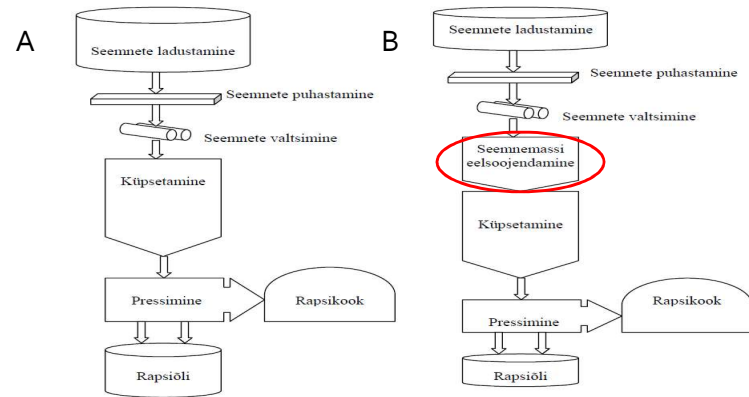 A
Seemnete ladustamine
Seemnete puhastamine
Seemnete valtsimine
Küpsetamine
Pressimine
Rapsikook
Rapsiõli
B
Seemnete ladustamine
Seemnete puhastamine
Seemnete valtsimine
Seemnemassi
eelsoojendamine
Küpsetamine
Pressimine
Rapsikook
Rapsiõli